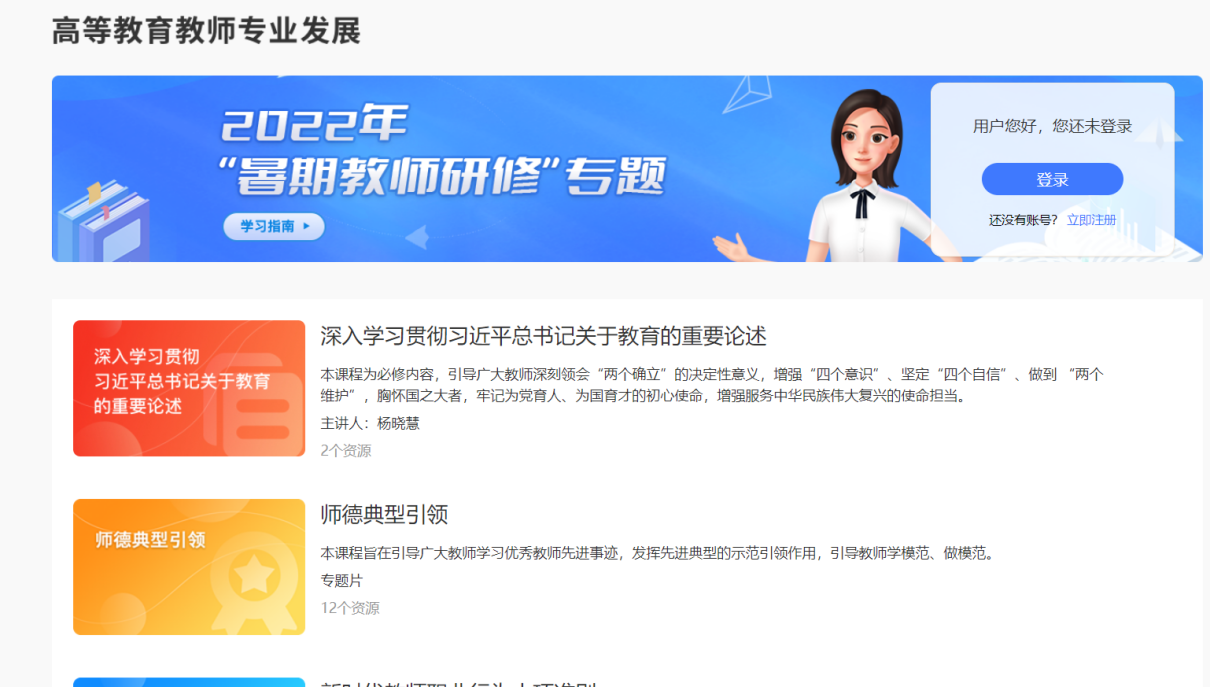 高等教育教师专业发展
2022年
“暑期教师研修”专题
学习指南
用户您好，您还未登录
登录
还没有账号? 立即注册
深入学习贯彻
习近平总书记关于教育
的重要论述
深入学习贯彻习近平总书记关于教育的重要论述
本课程为必修内容，引导广大教师深刻领会“两个确立”的决定性意义，增强“四个意识”、坚定“四个自信”、做到 “两个
维护”，胸怀国之大者，牢记为党育人、为国育才的初心使命，增强服务中华民族伟大复兴的使命担当。
主讲人：杨晓慧
2个资源
师德典型引领
师德典型引领
本课程旨在引导广大教师学习优秀教师先进事迹，发挥先进典型的示范引领作用，引导教师学模范、做模范。
专题片
12个资源